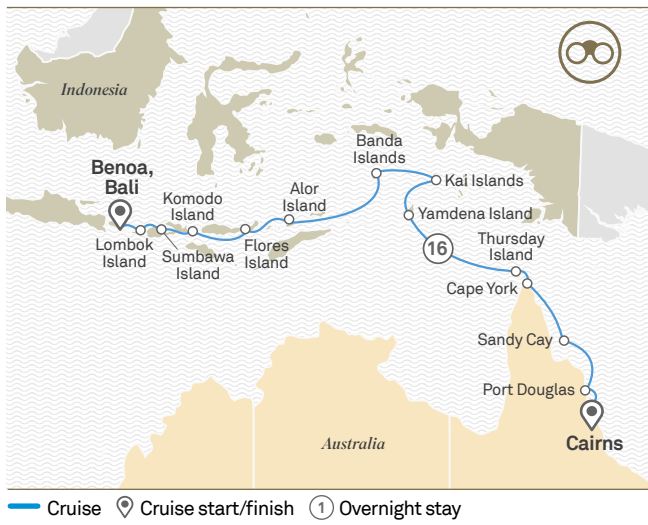 Indonesia
Benoa,
Bali
Lombok
Island
Sumbawa
Island
Komodo
Island
Flores
Island
Alor
Island
Banda
Islands
Kai Islands
Yamdena Island
16
Thursday
Island
Cape York
Sandy Cay
Port Douglas
Cairns
Australia
Cruise
Cruise start/finish
1
Overnight stay